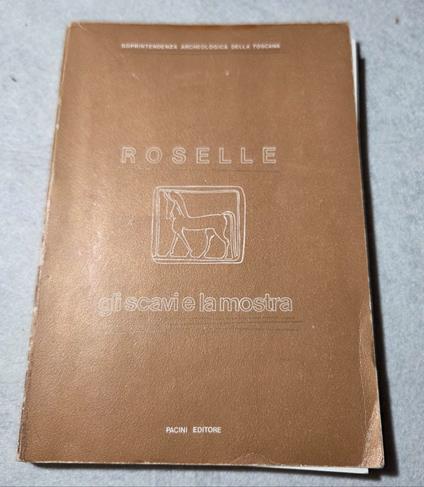 SOPRINTENDENZA ARCHEOLOGICA DELLA TOSCANA
ROSELLE
gli scavi e la mostra
PACINI EDITORE